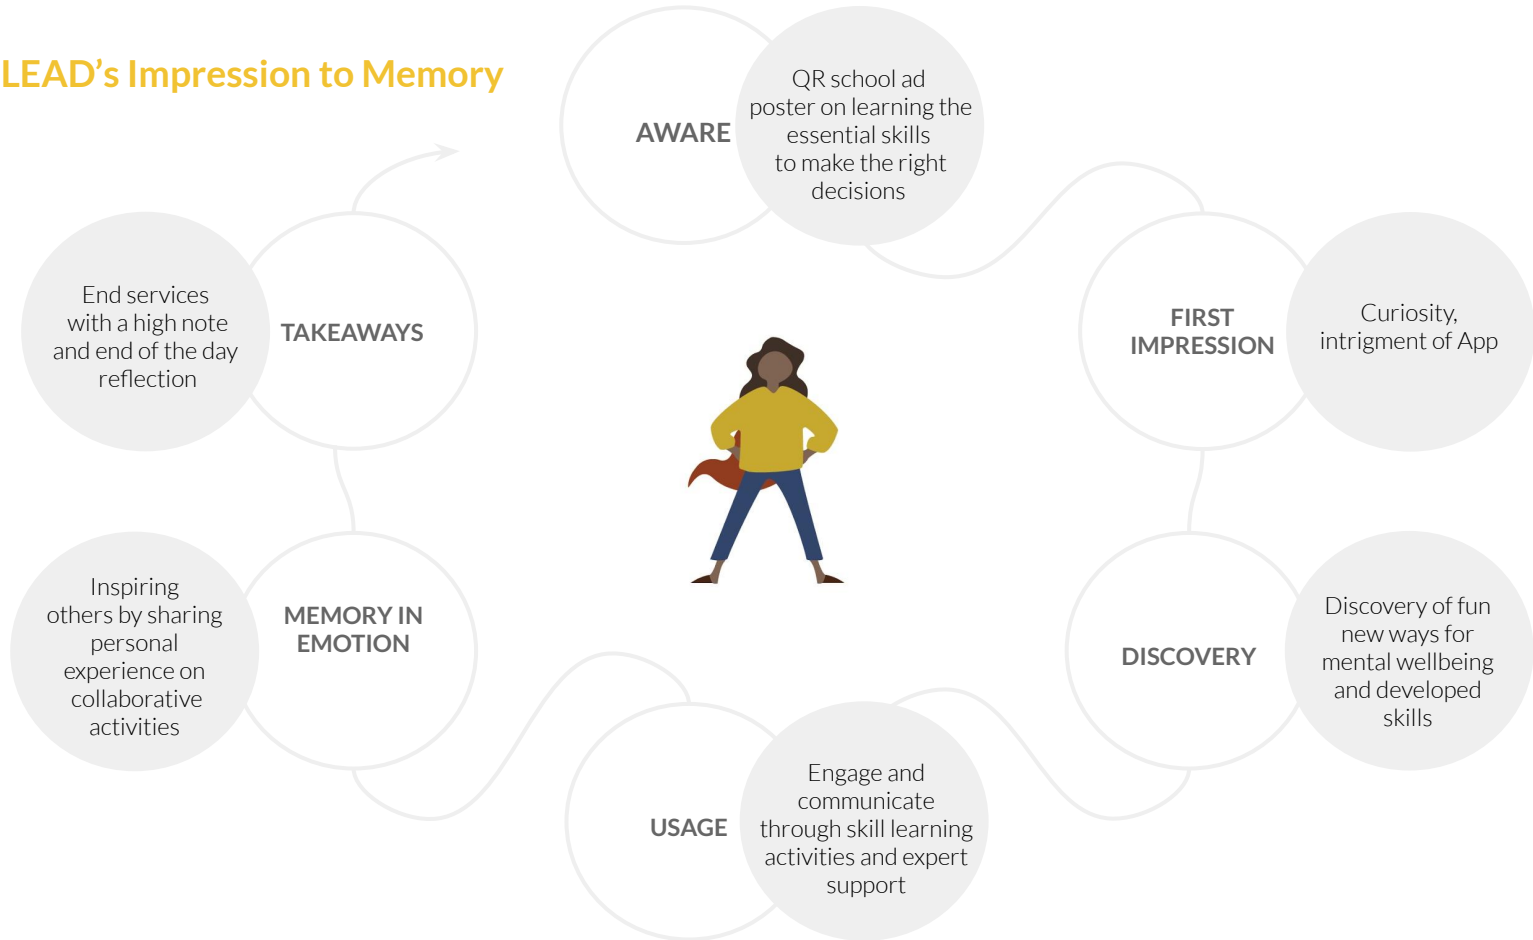 LEAD's Impression to Memory
AWARE
QR school ad
poster on learning the
essential skills
to make the right
decisions
FIRST
IMPRESSION
Curiosity,
intrigment of App
DISCOVERY
Discovery of fun
new ways for
mental wellbeing
and developed
skills
USAGE
Engage and
communicate
through skill learning
activities and expert
support
MEMORY IN
EMOTION
Inspiring
others by sharing
personal
experience on
collaborative
activities
TAKEAWAYS
End services
with a high note
and end of the day
reflection